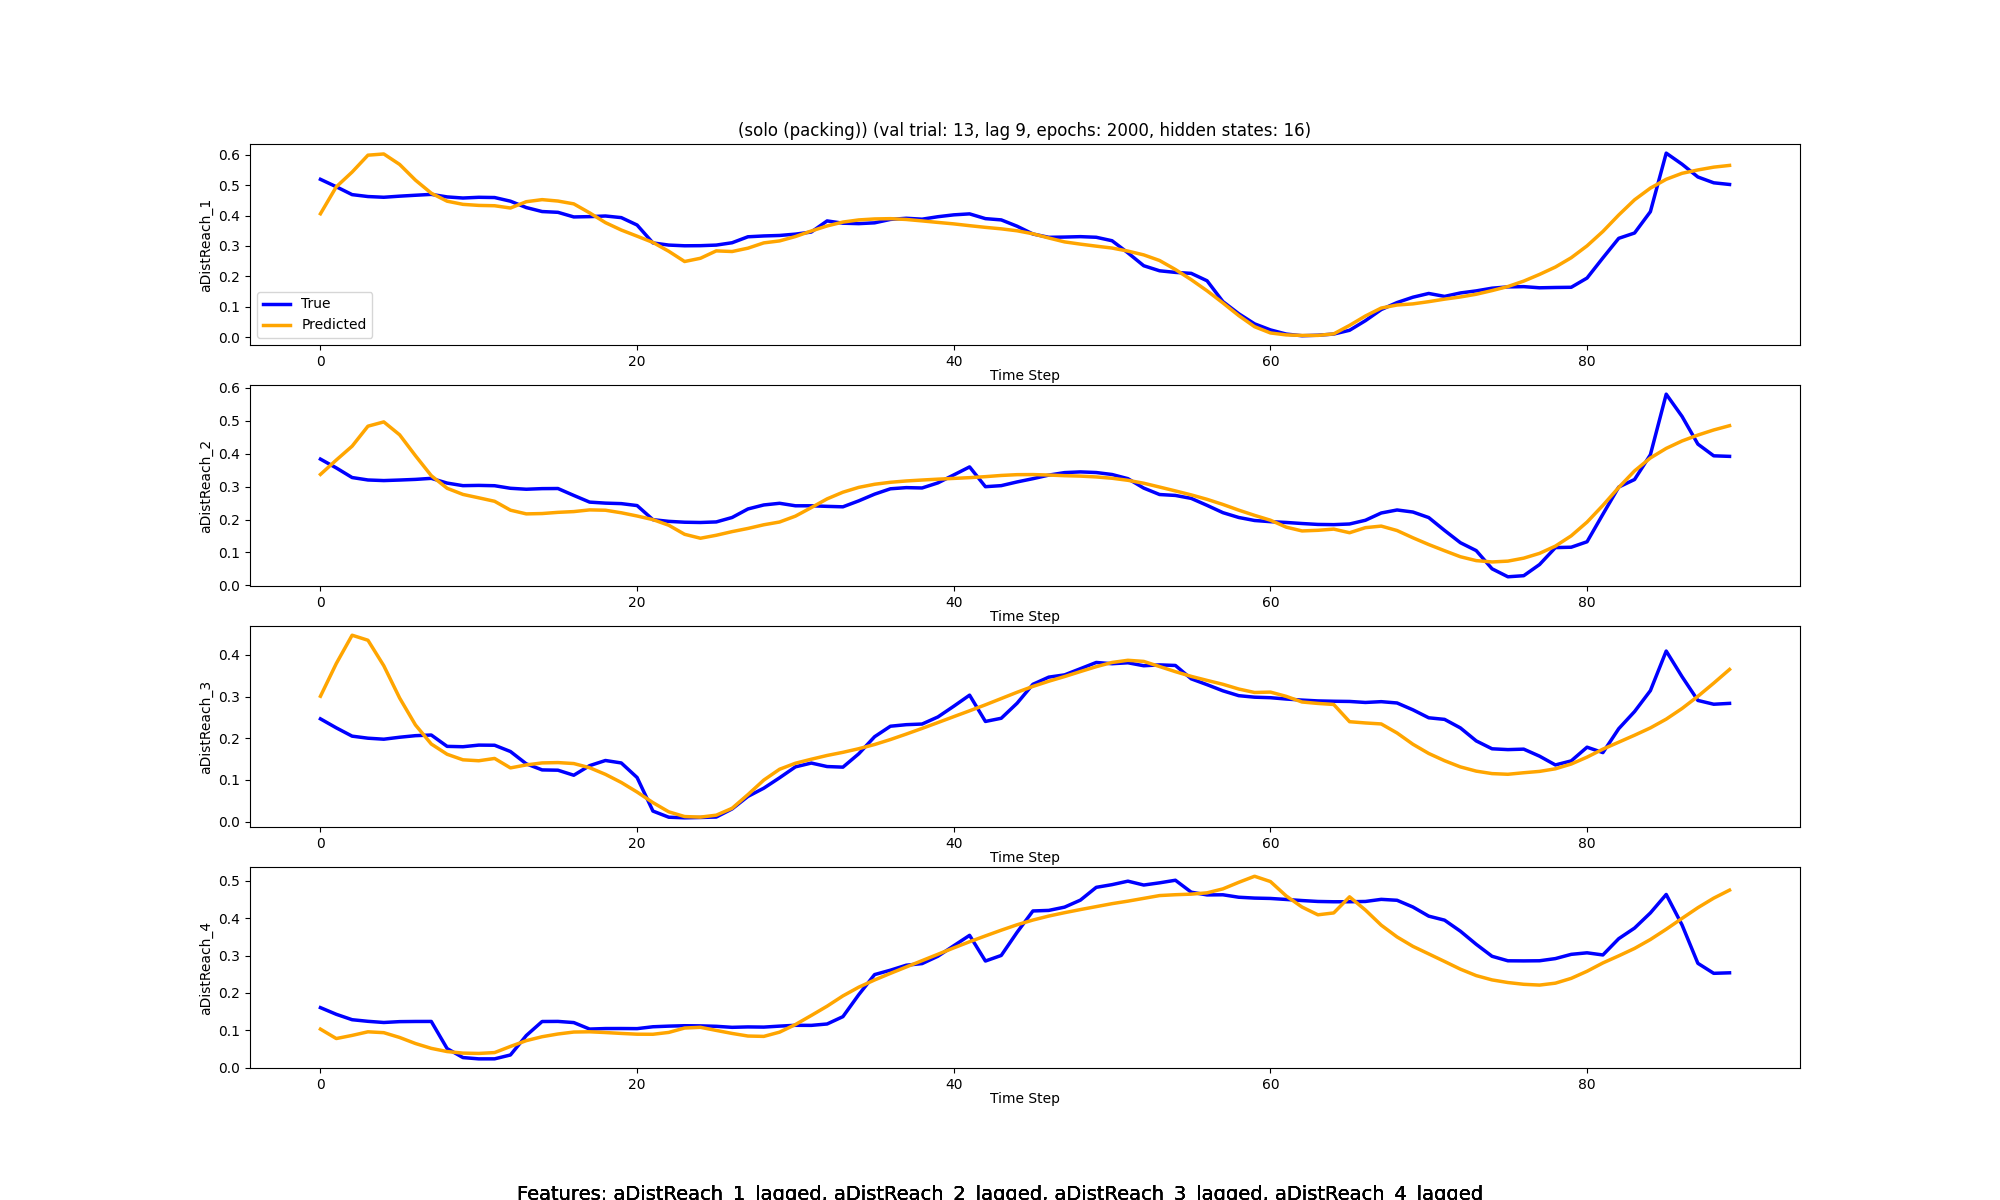 (solo (packing)) (val trial: 13, lag 9, epochs: 2000, hidden states: 16)
aDistReach_1
0.6
0.5
0.4
0.3
0.2
0.1
0.0
True
Predicted
0 20 40 60 80
Time Step
aDistReach_2
0.6
0.5
0.4
0.3
0.2
0.1
0.0
0 20 40 60 80
Time Step
aDistReach_3
0.4
0.3
0.2
0.1
0.0
0 20 40 60 80
Time Step
aDistReach_4
0.5
0.4
0.3
0.2
0.1
0.0
0 20 40 60 80
Time Step
Features: aDistReach_1_lagged, aDistReach_2_lagged, aDistReach_3_lagged, aDistReach_4_lagged